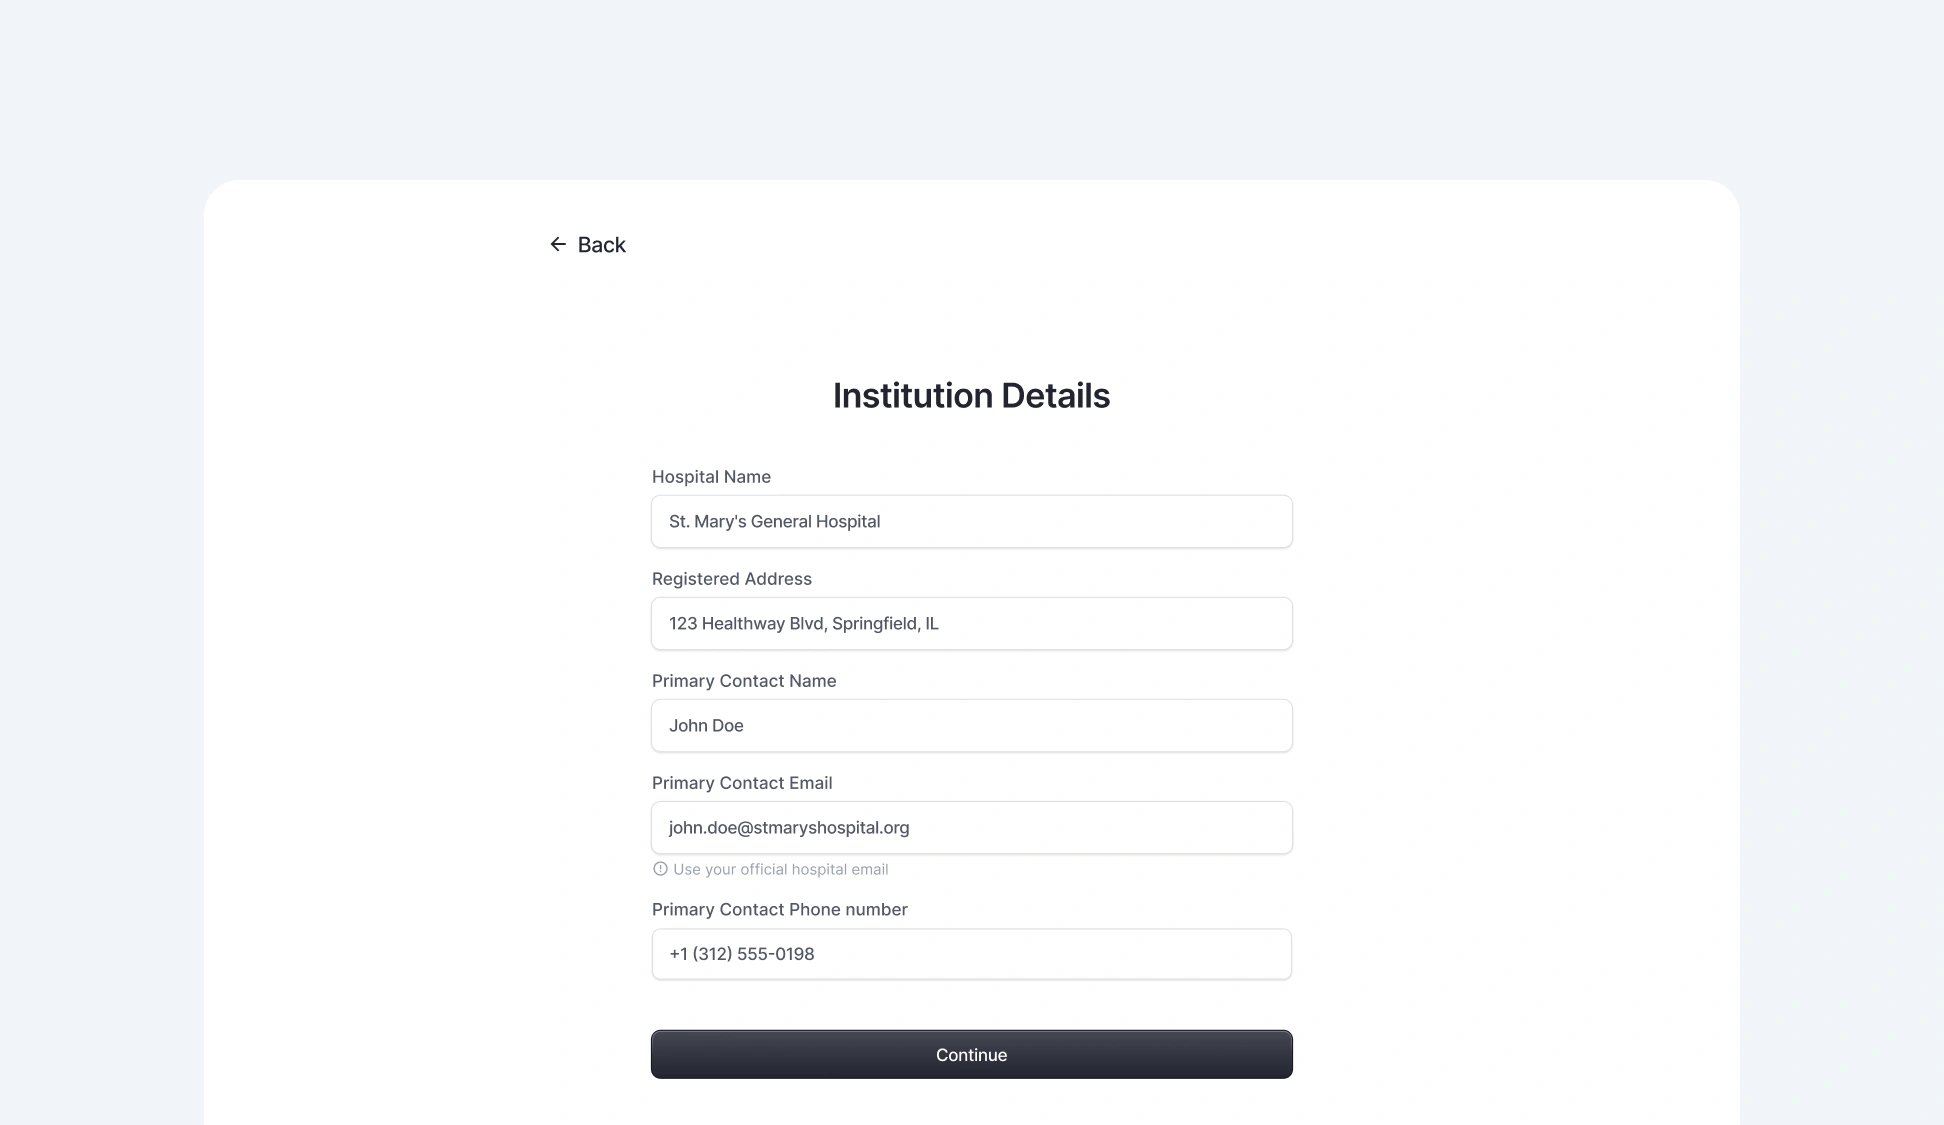 Back
Institution Details
Hospital Name
St. Mary's General Hospital
Registered Address
123 Healthway Blvd, Springfield, IL
Primary Contact Name
John Doe
Primary Contact Email
john.doe@stmaryshospital.org
Use your official hospital email
Primary Contact Phone number
+1 (312) 555-0198
Continue